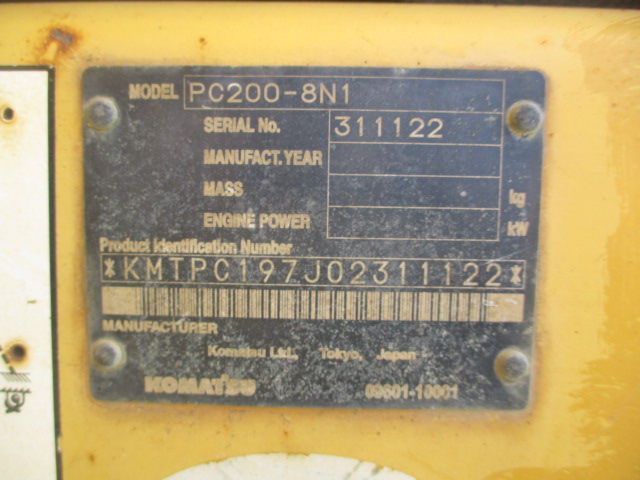 MODEL PC200-8N1
SERIAL No. 311122
MANUFACT. YEAR
MASS kg
ENGINE POWER kW
Product Identification Number
*KMTPC197J02311122*
MANUFACTURER
Komatsu Ltd., Tokyo, Japan
KOMATSU 09601-10001